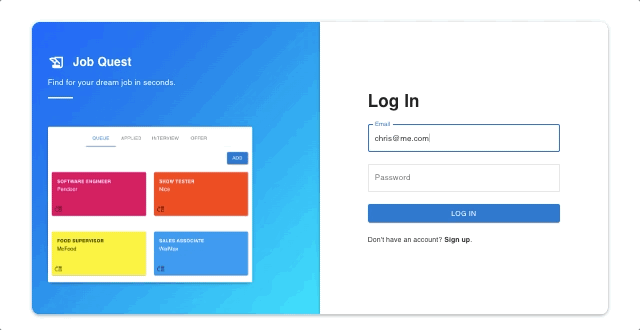 Job Quest
Find for your dream job in seconds.
QUEUE APPLIED INTERVIEW OFFER
ADD
SOFTWARE ENGINEER
SHOW TESTER
Nice
FOOD SUPERVISOR
McFood
SALES ASSOCIATE
Log In
Email
chris@me.com
Password
LOG IN
Don't have an account? Sign up.